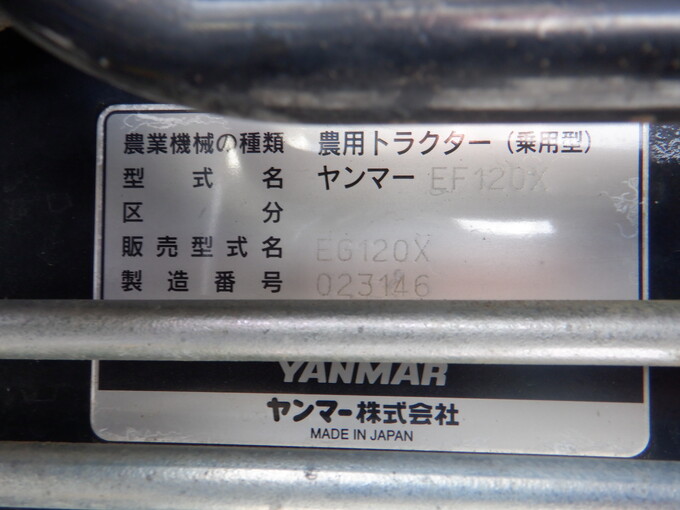 農業機械の種類 農用トラクター（乗用型）
型式名 ヤンマー EF120X
区分
販売型式名 EG120X
製造番号 023146
YANMAR
ヤンマー株式会社
MADE IN JAPAN